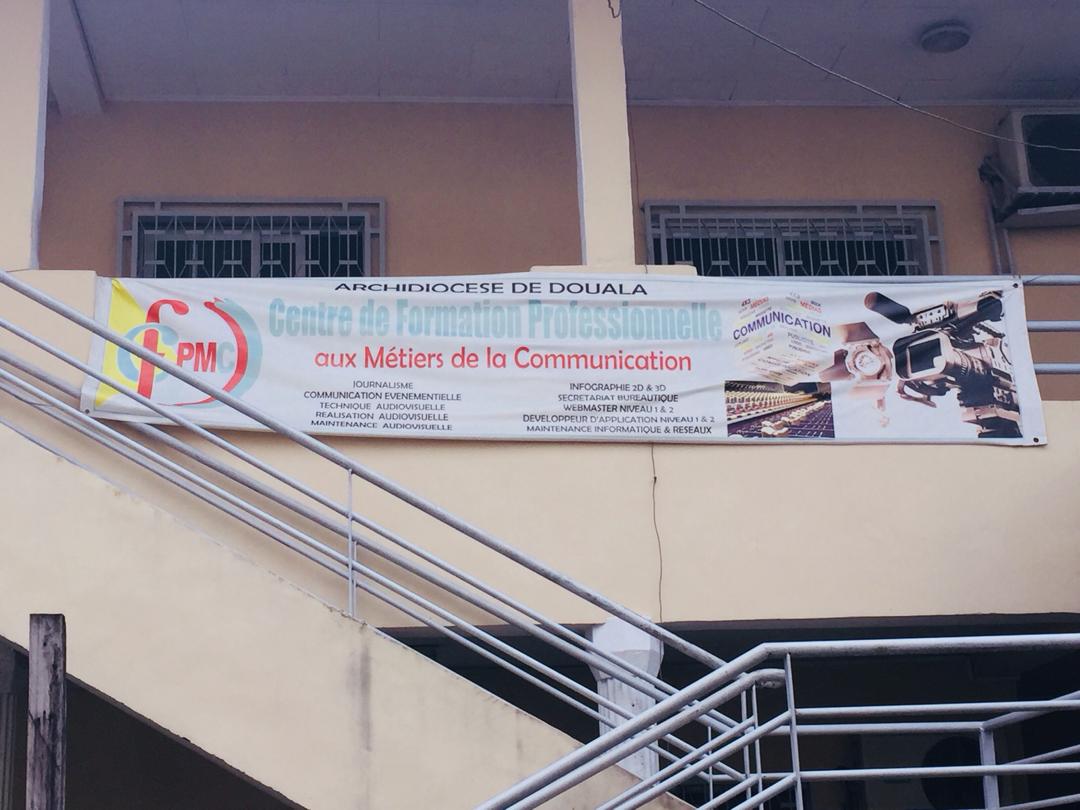 ARCHIDIOCESE DE DOUALA
Centre de Formation Professionnelle
aux Métiers de la Communication
CFPMC
JOURNALISME
COMMUNICATION EVENEMENTIELLE
TECHNIQUE AUDIOVISUELLE
REALISATION AUDIOVISUELLE
MAINTENANCE AUDIOVISUELLE
INFOGRAPHIE 2D & 3D
SECRETARIAT BUREAUTIQUE
WEBMASTER NIVEAU 1 & 2
DEVELOPPEUR D'APPLICATION NIVEAU 1 & 2
MAINTENANCE INFORMATIQUE & RESEAUX
COMMUNICATION